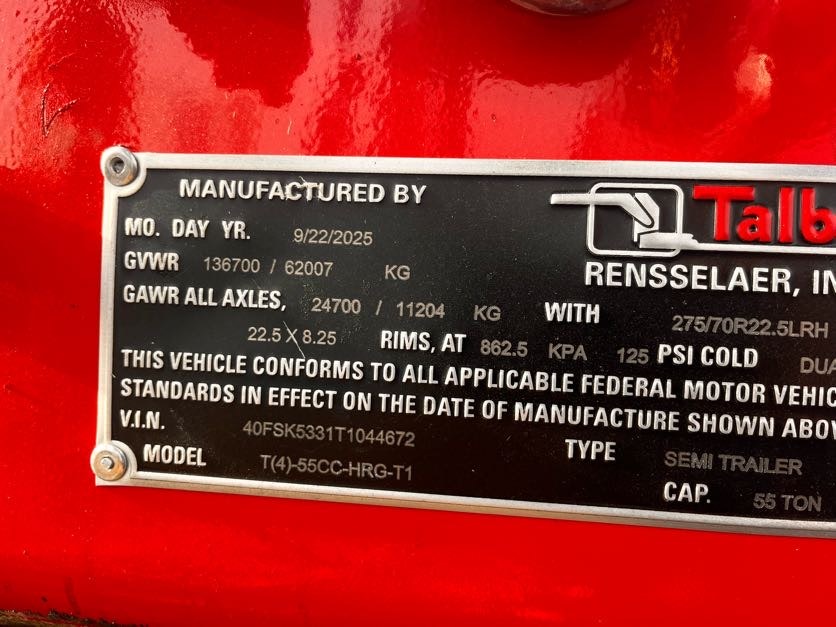 MANUFACTURED BY
Talb
RENSSELAER, IN
MO. DAY YR. 9/22/2025
GVWR 136700 / 62007 KG
GAWR ALL AXLES, 24700 / 11204 KG WITH 275/70R22.5LRH
22.5 X 8.25 RIMS, AT 862.5 KPA 125 PSI COLD DUA
THIS VEHICLE CONFORMS TO ALL APPLICABLE FEDERAL MOTOR VEHIC
STANDARDS IN EFFECT ON THE DATE OF MANUFACTURE SHOWN ABOV
V.I.N. 40FSK5331T1044672
MODEL T(4)-55CC-HRG-T1
TYPE SEMI TRAILER
CAP. 55 TON